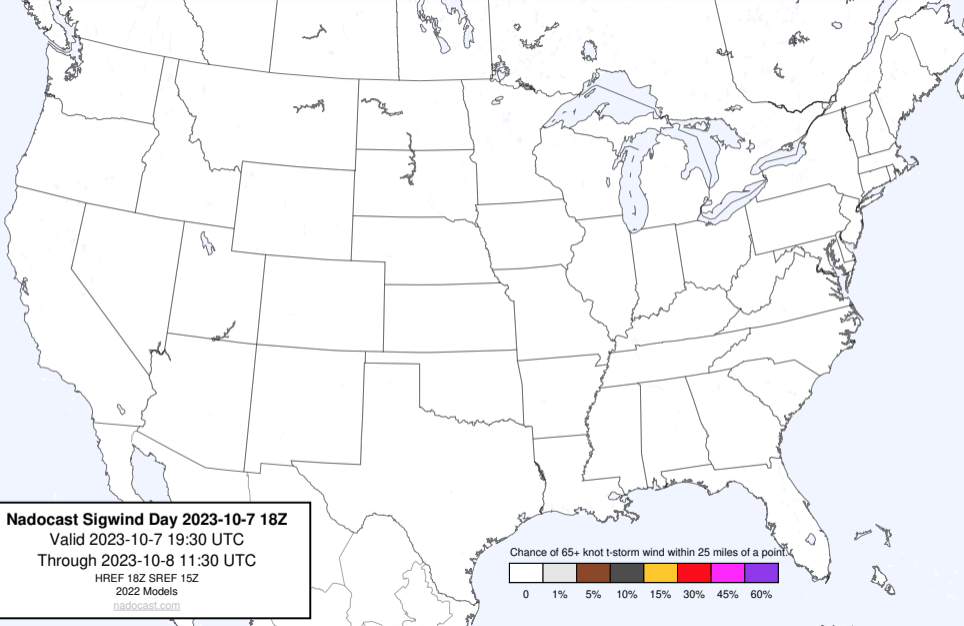 Nadocast Sigwind Day 2023-10-7 18Z
Valid 2023-10-7 19:30 UTC
Through 2023-10-8 11:30 UTC
HREF 18Z SREF 15Z
2022 Models
nadocast.com
Chance of 65+ knot t-storm wind within 25 miles of a point.
0 1% 5% 10% 15% 30% 45% 60%